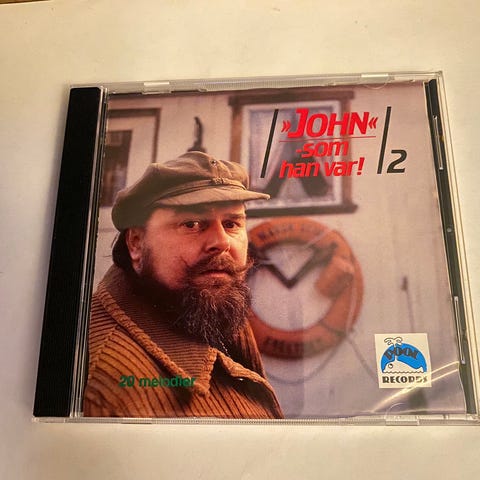 »JOHN«
-som
han var!
2
20 melodier
RECORDS